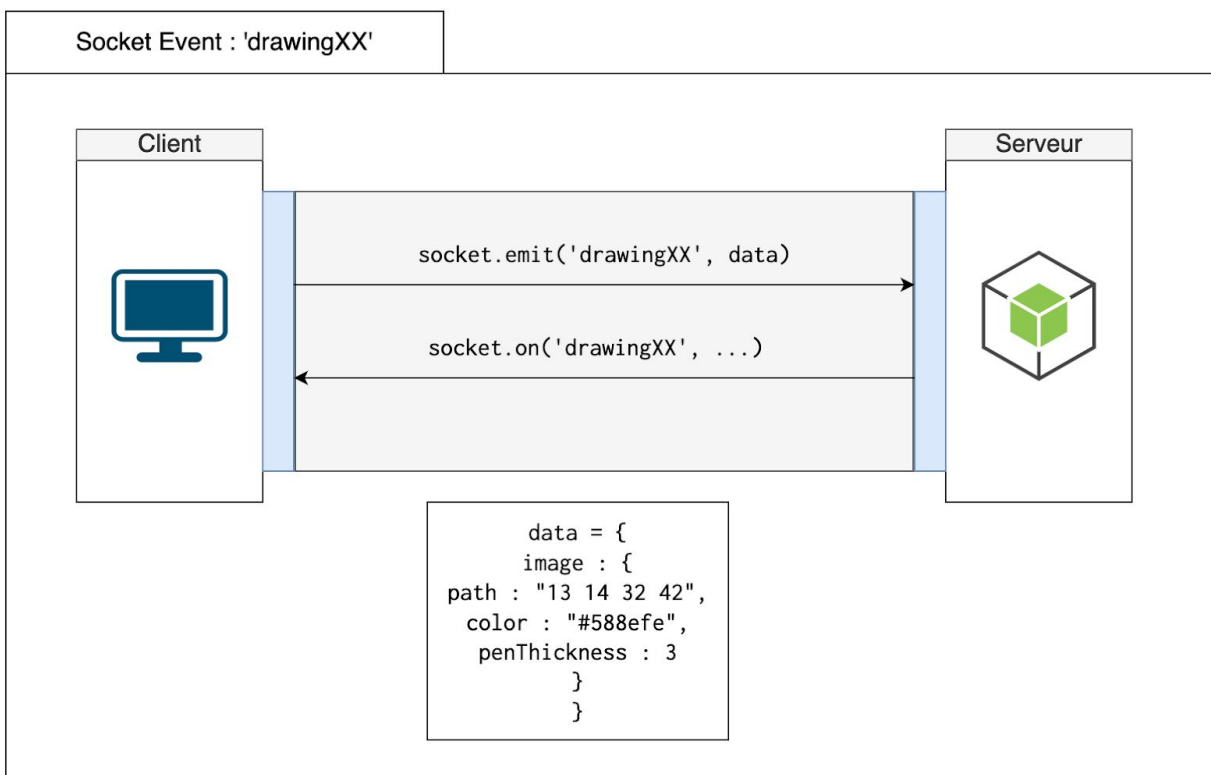 Socket Event : 'drawingXX'
Client
Serveur
socket.emit('drawingXX', data)
socket.on('drawingXX', ...)
data = {
image : {
path : "13 14 32 42",
color : "#588efe",
penThickness : 3
}
}